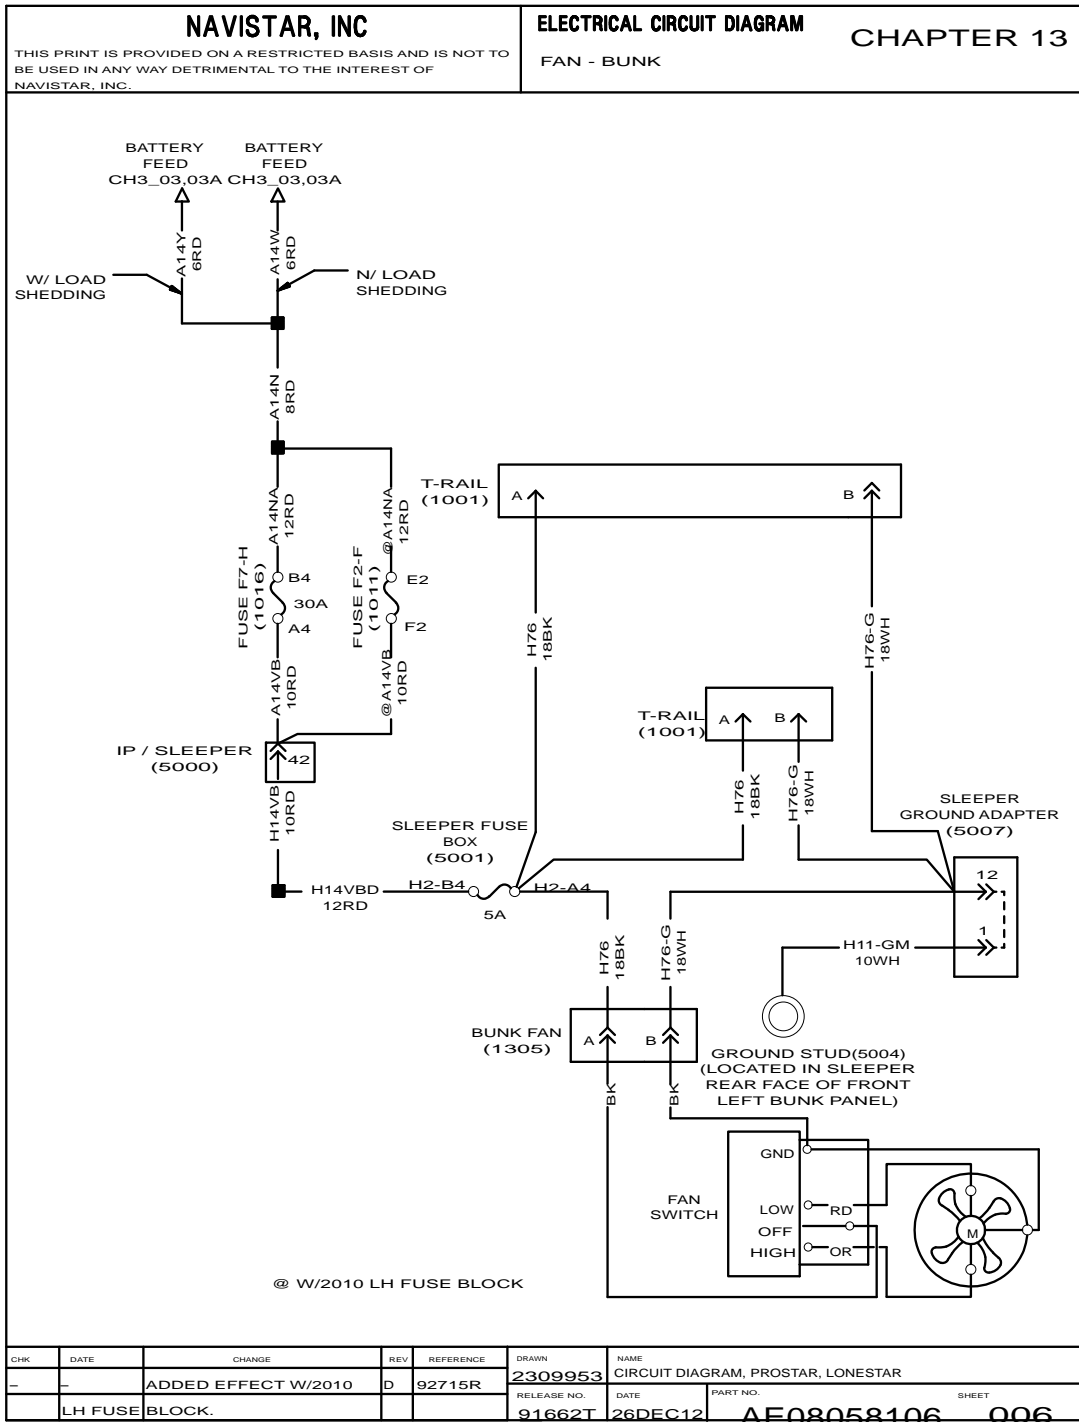 NAVISTAR, INC
THIS PRINT IS PROVIDED ON A RESTRICTED BASIS AND IS NOT TO
BE USED IN ANY WAY DETRIMENTAL TO THE INTEREST OF
NAVISTAR, INC.
ELECTRICAL CIRCUIT DIAGRAM
FAN - BUNK
CHAPTER 13
BATTERY
FEED
CH3_03,03A
BATTERY
FEED
CH3_03,03A
A14Y
6RD
A14W
6RD
W/ LOAD
SHEDDING
N/ LOAD
SHEDDING
A14N
8RD
A14NA
12RD
@A14NA
12RD
FUSE F7-H
(1016)
B4
30A
A4
FUSE F2-F
(1011)
E2
F2
A14VB
10RD
@A14VB
10RD
IP / SLEEPER
(5000)
42
H14VB
10RD
T-RAIL
(1001)
A
B
H76
18BK
H76-G
18WH
T-RAIL
(1001)
A
B
H76
18BK
H76-G
18WH
SLEEPER
GROUND ADAPTER
(5007)
12
1
SLEEPER FUSE
BOX
(5001)
H14VBD
12RD
H2-B4
H2-A4
5A
H76
18BK
H76-G
18WH
H11-GM
10WH
BUNK FAN
(1305)
A
B
GROUND STUD(5004)
(LOCATED IN SLEEPER
REAR FACE OF FRONT
LEFT BUNK PANEL)
BK
BK
FAN
SWITCH
GND
LOW
OFF
HIGH
RD
OR
M
@ W/2010 LH FUSE BLOCK
CHK
DATE
CHANGE
REV
REFERENCE
DRAWN
NAME
–
–
ADDED EFFECT W/2010
D
92715R
2309953
CIRCUIT DIAGRAM, PROSTAR, LONESTAR
LH FUSE BLOCK.
RELEASE NO.
DATE
PART NO.
SHEET
91662T
26DEC12
AE08058106
006